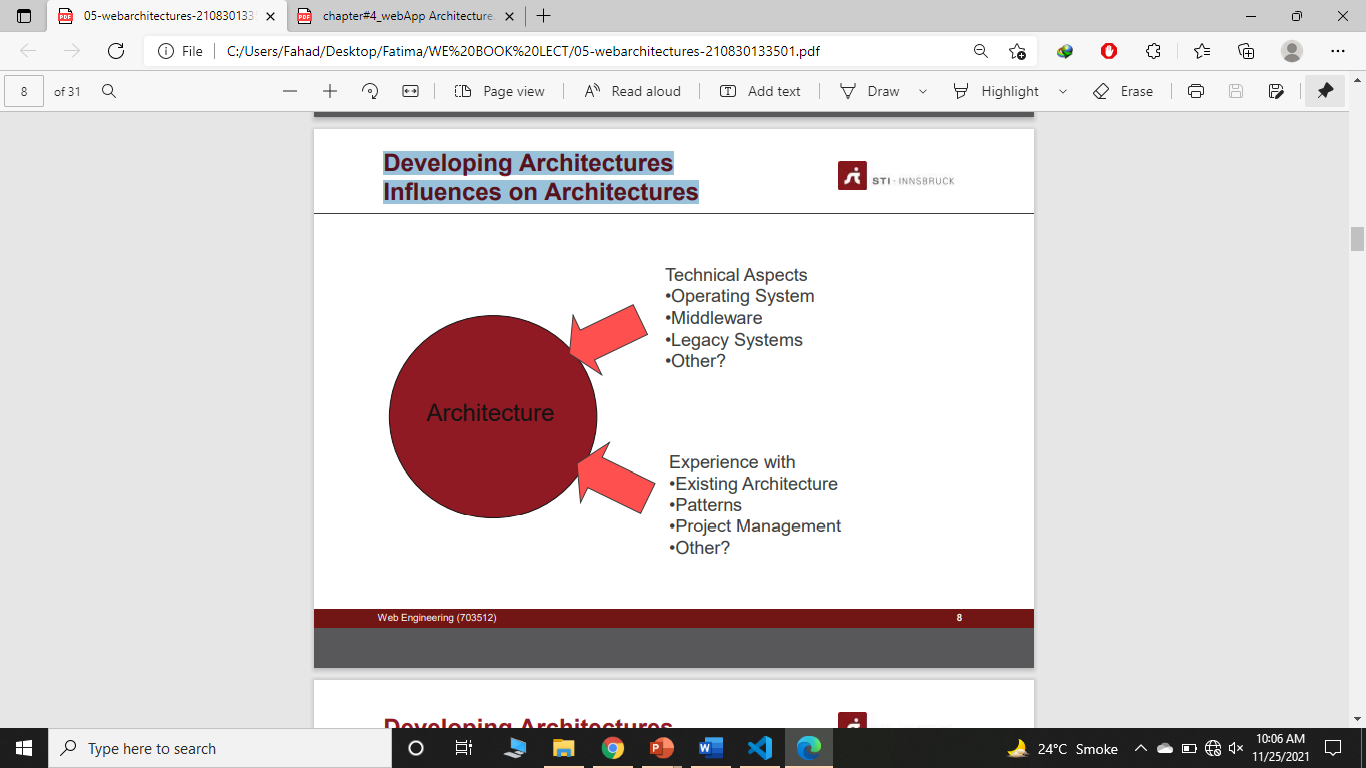 05-webarchitectures-2108301335
chapter#4_webApp Architecture.
File
C:/Users/Fahad/Desktop/Fatima/WE%20BOOK%20LECT/05-webarchitectures-210830133501.pdf
8
of 31
Page view
Read aloud
Add text
Draw
Highlight
Erase
Developing Architectures
Influences on Architectures
STI · INNSBRUCK
Technical Aspects
•Operating System
•Middleware
•Legacy Systems
•Other?
Architecture
Experience with
•Existing Architecture
•Patterns
•Project Management
•Other?
Web Engineering (703512)
8
Developing Architectures
Type here to search
24°C Smoke
10:06 AM
11/25/2021